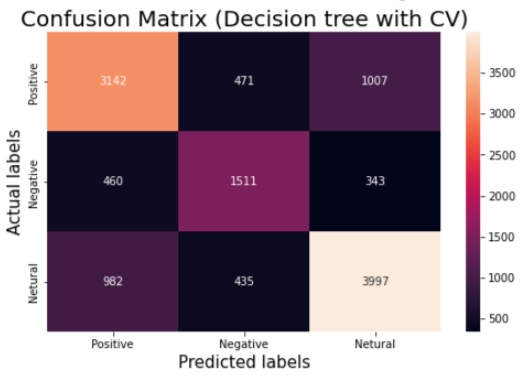 Confusion Matrix (Decision tree with CV)
Actual labels
Positive
3142 471 1007
Negative
460 1511 343
Netural
982 435 3997
Positive Negative Netural
Predicted labels
3500
3000
2500
2000
1500
1000
500